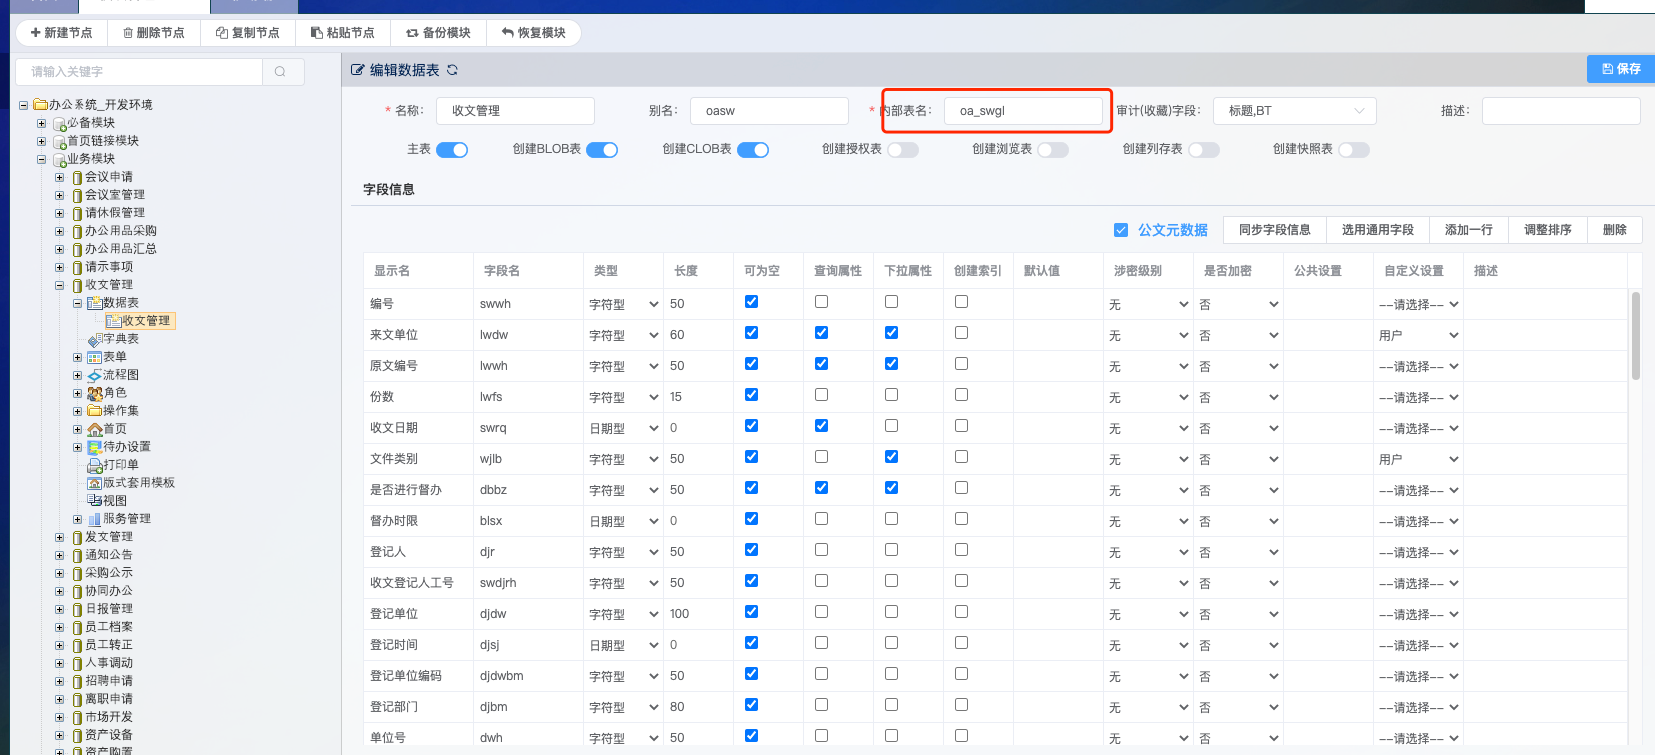 新建节点 删除节点 复制节点 粘贴节点 备份模块 恢复模块
请输入关键字
办公系统_开发环境
必备模块
首页链接模块
业务模块
会议申请
会议室管理
请休假管理
办公用品采购
办公用品汇总
请示事项
收文管理
数据表
收文管理
字典表
表单
流程图
角色
操作集
首页
待办设置
打印单
版式套用模板
视图
服务管理
发文管理
通知公告
采购公示
协同办公
日报管理
员工档案
员工转正
人事调动
招聘申请
离职申请
市场开发
资产设备
资产购置
编辑数据表 保存
* 名称: 收文管理 别名: oasw * 内部表名: oa_swgl 审计(收藏)字段: 标题,BT 描述:
主表 创建BLOB表 创建CLOB表 创建授权表 创建浏览表 创建列存表 创建快照表
字段信息
公文元数据 同步字段信息 选用通用字段 添加一行 调整排序 删除
显示名 字段名 类型 长度 可为空 查询属性 下拉属性 创建索引 默认值 涉密级别 是否加密 公共设置 自定义设置 描述
编号 swwh 字符型 50 无 否 --请选择--
来文单位 lwdw 字符型 60 无 否 用户
原文编号 lwwh 字符型 50 无 否 --请选择--
份数 lwfs 字符型 15 无 否 --请选择--
收文日期 swrq 日期型 0 无 否 --请选择--
文件类别 wjlb 字符型 50 无 否 用户
是否进行督办 dbbz 字符型 50 无 否 --请选择--
督办时限 blsx 日期型 0 无 否 --请选择--
登记人 djr 字符型 50 无 否 --请选择--
收文登记人工号 swdjrh 字符型 50 无 否 --请选择--
登记单位 djdw 字符型 100 无 否 --请选择--
登记时间 djsj 日期型 0 无 否 --请选择--
登记单位编码 djdwbm 字符型 50 无 否 --请选择--
登记部门 djbm 字符型 80 无 否 --请选择--
单位号 dwh 字符型 50 无 否 --请选择--